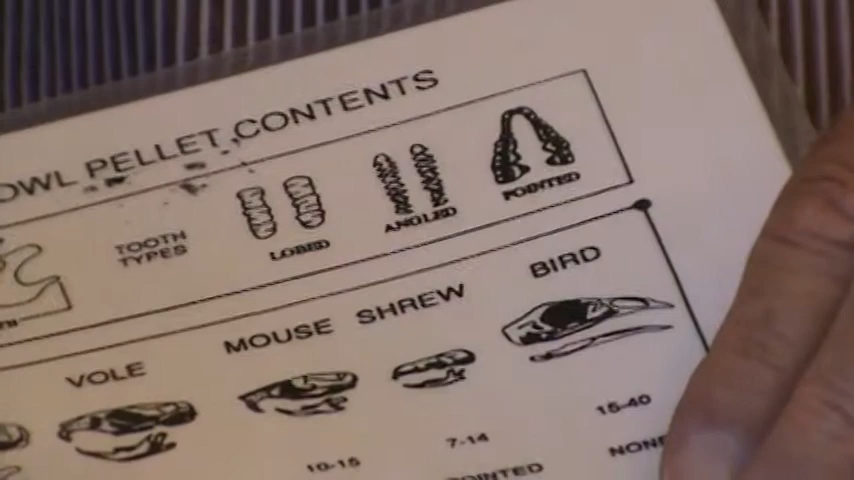 OWL PELLET CONTENTS
TOOTH
TYPES
LOBED
ANGLED
POINTED
VOLE
MOUSE
SHREW
BIRD
10-15
7-14
15-40
POINTED
NONE